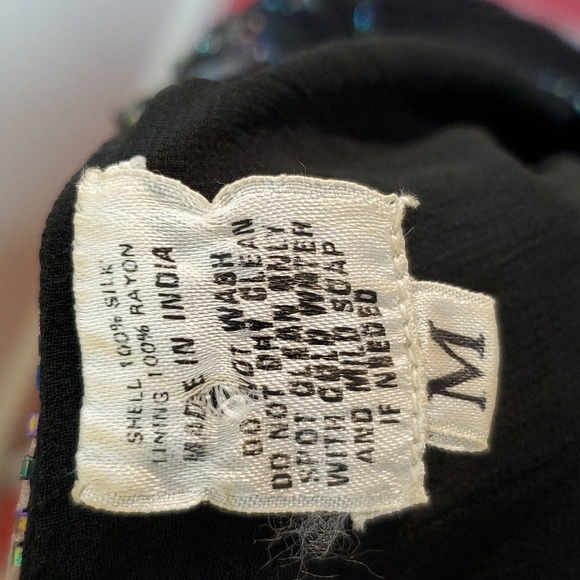 SHELL 100% SILK
LINING 100% RAYON
MADE IN INDIA
DO NOT WASH
DO NOT DRY CLEAN
SPOT CLEAN ONLY
WITH COLD WATER
AND MILD SOAP
IF NEEDED
M